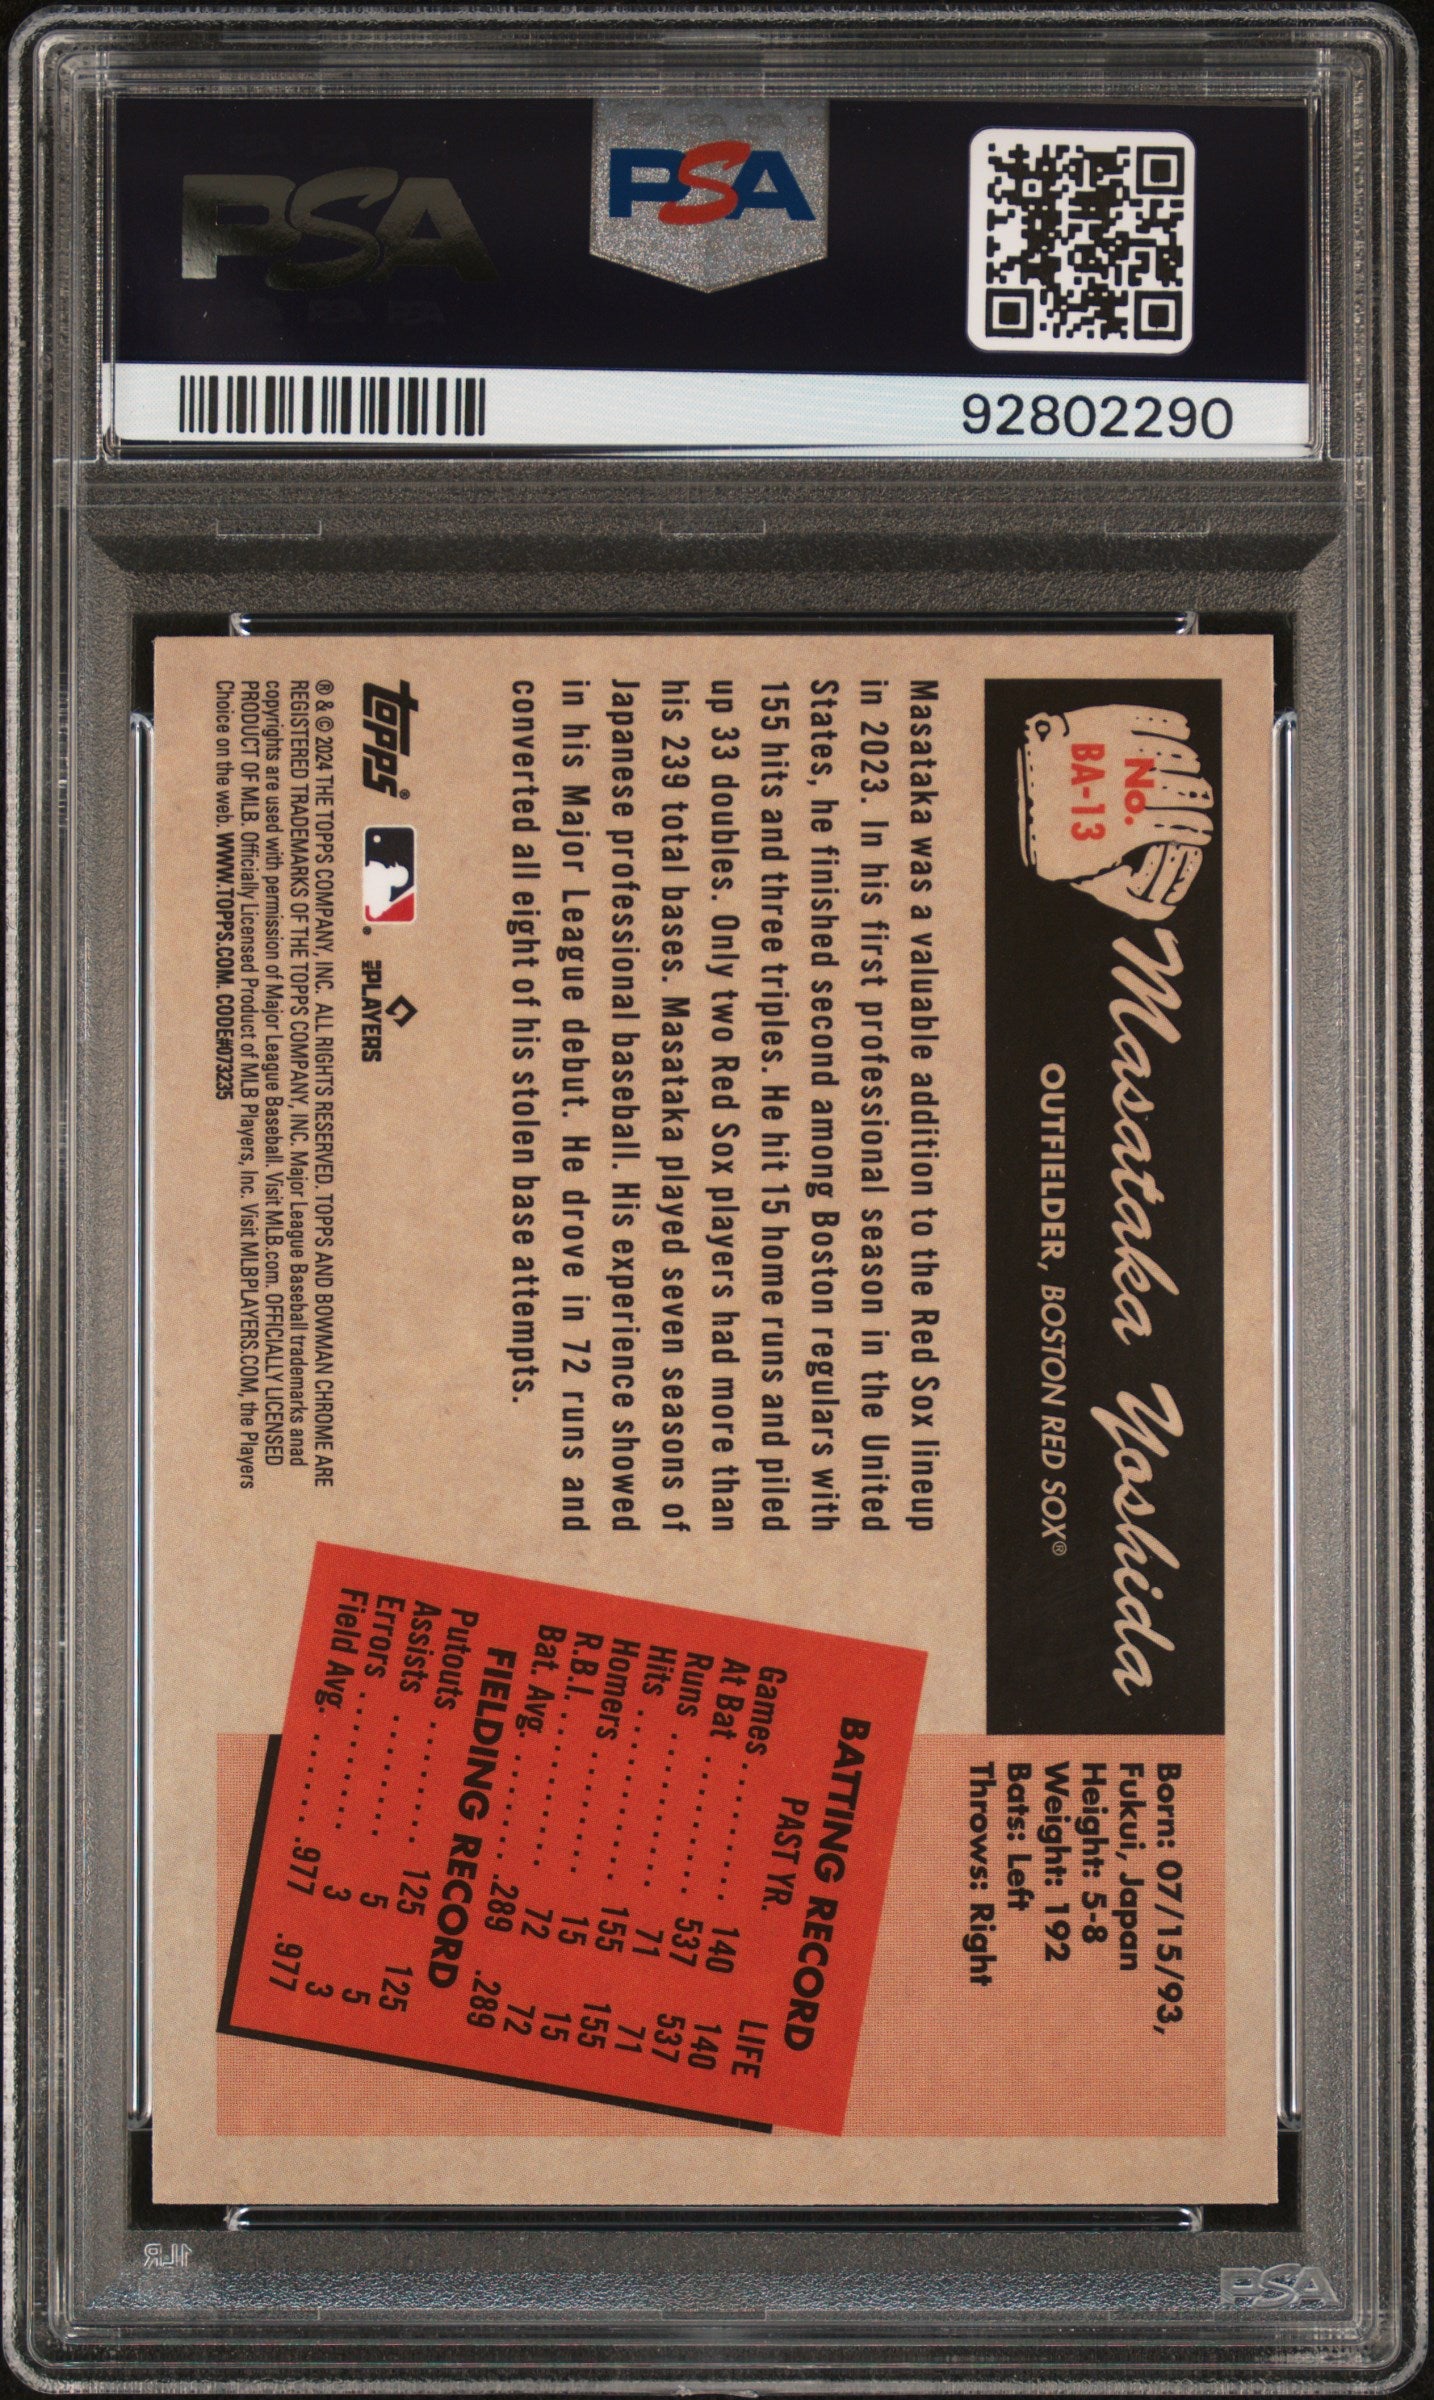 PSA
PSA
92802290
No.
BA-13
Masataka Yoshida
OUTFIELDER, BOSTON RED SOX®
Born: 07/15/93,
Fukui, Japan
Height: 5-8
Weight: 192
Bats: Left
Throws: Right
Masataka was a valuable addition to the Red Sox lineup
in 2023. In his first professional season in the United
States, he finished second among Boston regulars with
155 hits and three triples. He hit 15 home runs and piled
up 33 doubles. Only two Red Sox players had more than
his 239 total bases. Masataka played seven seasons of
Japanese professional baseball. His experience showed
in his Major League debut. He drove in 72 runs and
converted all eight of his stolen base attempts.
BATTING RECORD
PAST YR. LIFE
Games . . . . . . . . . . 140 140
At Bat . . . . . . . . . . 537 537
Runs . . . . . . . . . . . 71 71
Hits . . . . . . . . . . . . 155 155
Homers . . . . . . . . . 15 15
R.B.I. . . . . . . . . . . . 72 72
Bat. Avg. . . . . . . . . .289 .289
FIELDING RECORD
Putouts . . . . . . . . . 125 125
Assists . . . . . . . . . . 5 5
Errors . . . . . . . . . . . 3 3
Field Avg. . . . . . . . .977 .977
topps®
MLB PLAYERS
® & © 2024 THE TOPPS COMPANY, INC. ALL RIGHTS RESERVED. TOPPS AND BOWMAN CHROME ARE
REGISTERED TRADEMARKS OF THE TOPPS COMPANY, INC. Major League Baseball trademarks anad
copyrights are used with permission of Major League Baseball. Visit MLB.com. OFFICIALLY LICENSED
PRODUCT OF MLB. Officially Licensed Product of MLB Players, Inc. Visit MLBPLAYERS.COM, the Players
Choice on the web. WWW.TOPPS.COM. CODE#073235
1LR
PSA